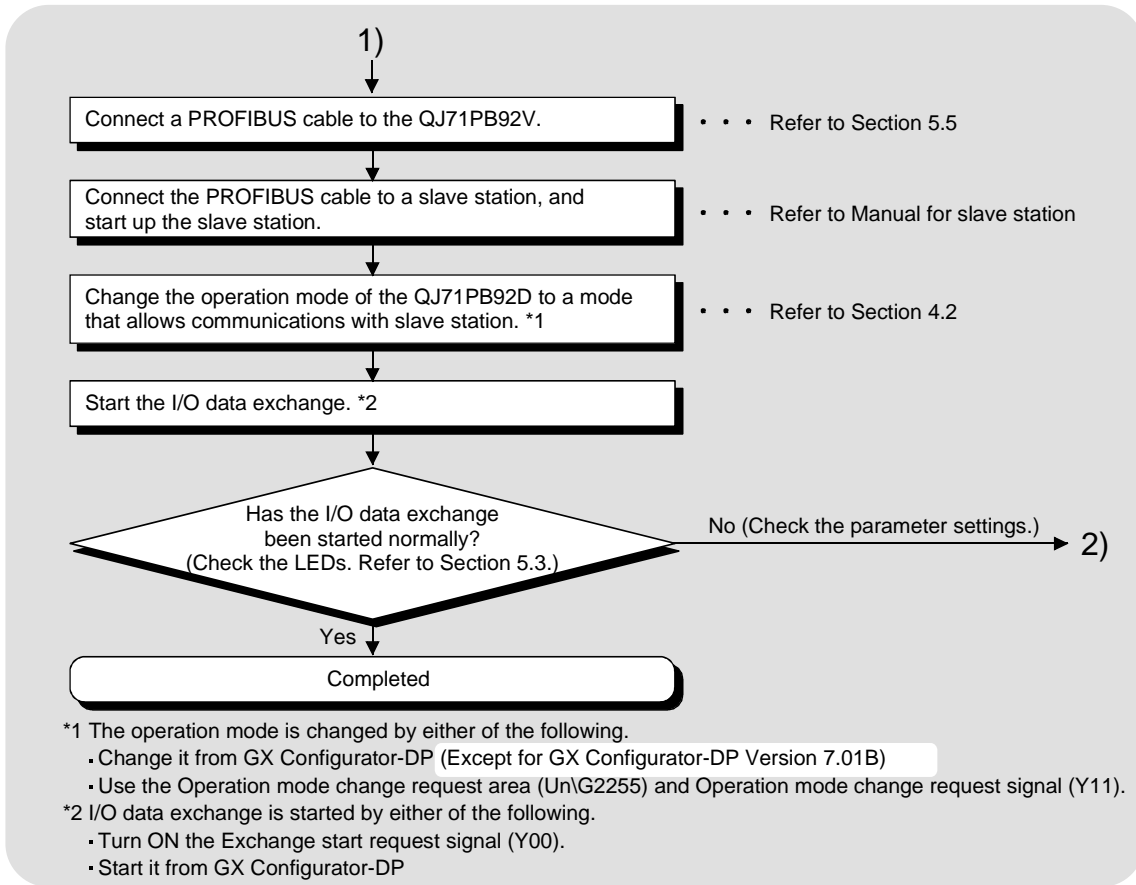 1)
Connect a PROFIBUS cable to the QJ71PB92V.
• • • Refer to Section 5.5
Connect the PROFIBUS cable to a slave station, and
start up the slave station.
• • • Refer to Manual for slave station
Change the operation mode of the QJ71PB92D to a mode
that allows communications with slave station. *1
• • • Refer to Section 4.2
Start the I/O data exchange. *2
Has the I/O data exchange
been started normally?
(Check the LEDs. Refer to Section 5.3.)
No (Check the parameter settings.)
2)
Yes
Completed
*1 The operation mode is changed by either of the following.
• Change it from GX Configurator-DP (Except for GX Configurator-DP Version 7.01B)
• Use the Operation mode change request area (Un\G2255) and Operation mode change request signal (Y11).
*2 I/O data exchange is started by either of the following.
• Turn ON the Exchange start request signal (Y00).
• Start it from GX Configurator-DP